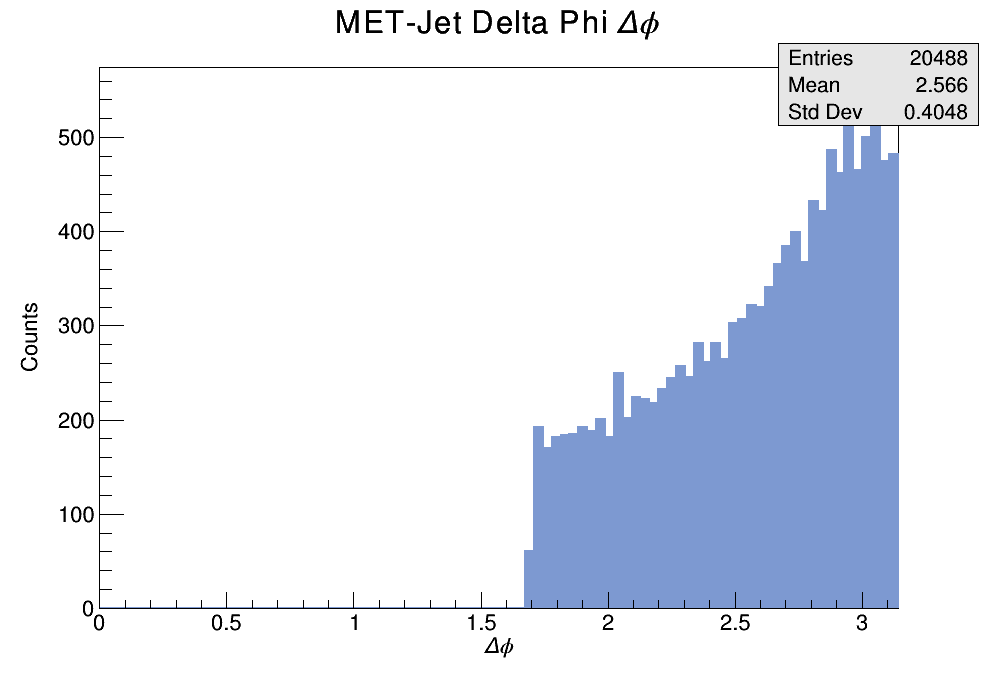 MET-Jet Delta Phi Δϕ
Entries 20488
Mean 2.566
Std Dev 0.4048
500
400
300
200
100
0
Counts
0 0.5 1 1.5 2 2.5 3
Δϕ